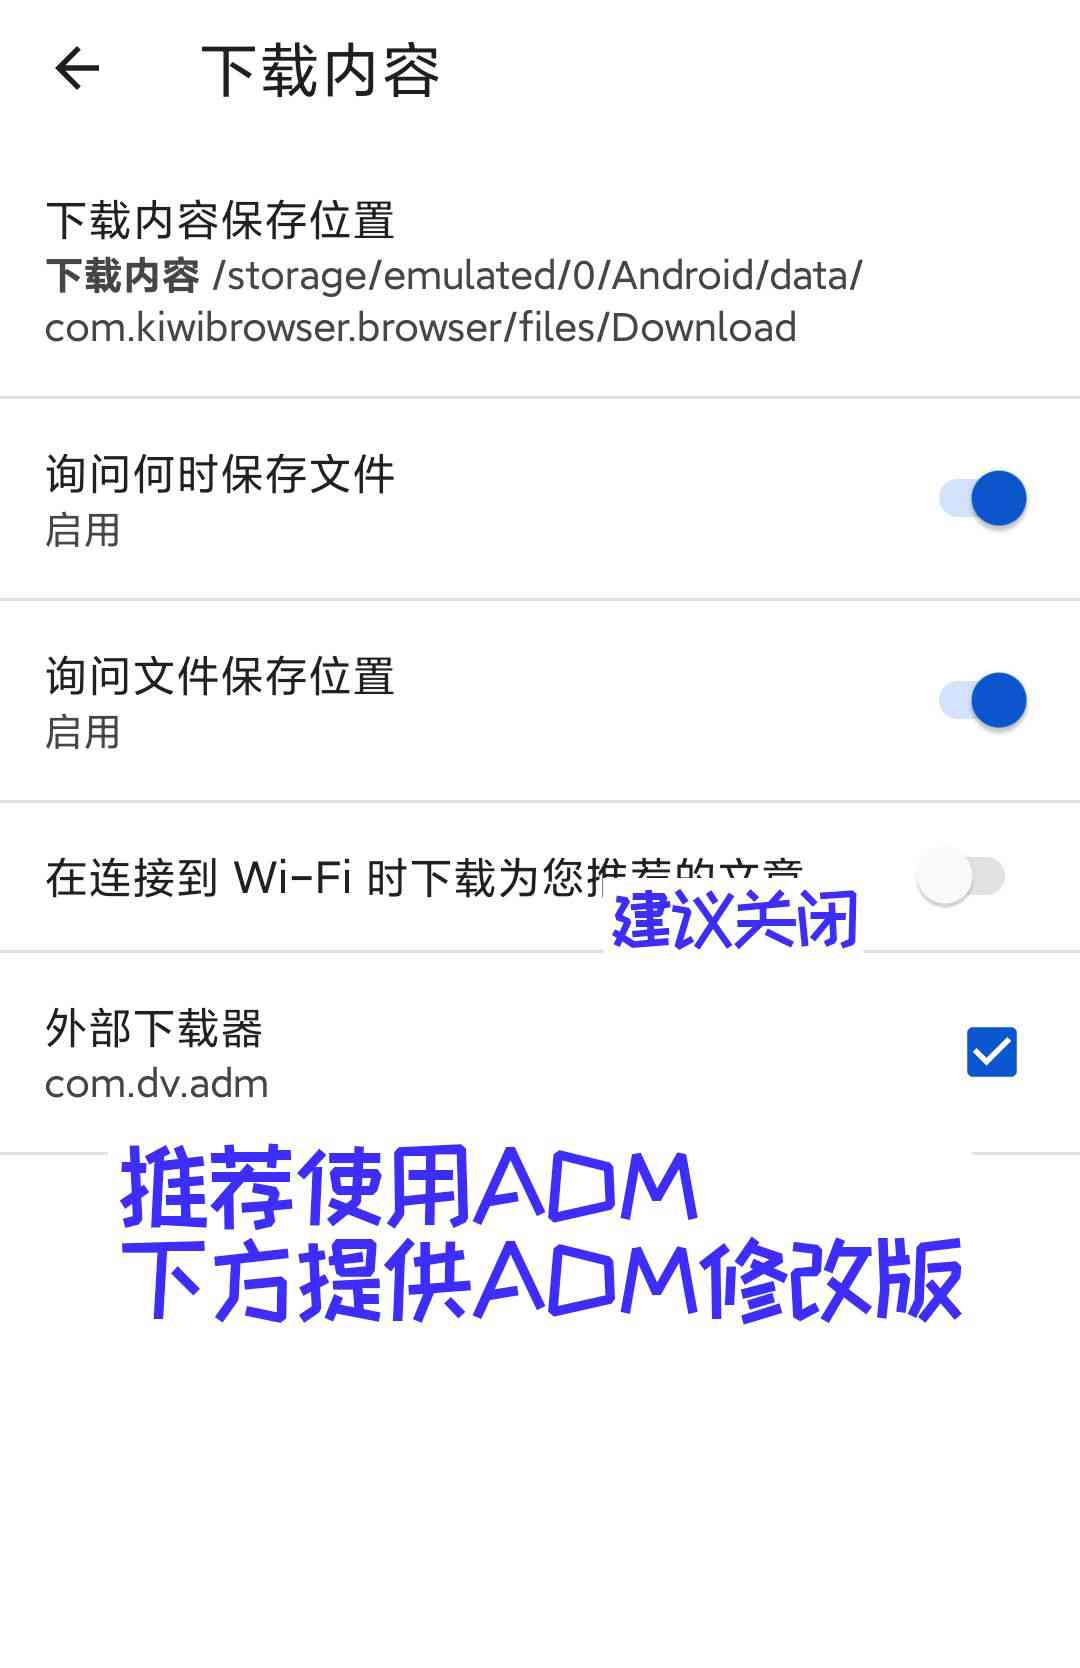 下载内容
下载内容保存位置
下载内容 /storage/emulated/0/Android/data/
com.kiwibrowser.browser/files/Download
询问何时保存文件
启用
询问文件保存位置
启用
在连接到 Wi-Fi 时下载为您推荐的文章
建议关闭
外部下载器
com.dv.adm
推荐使用ADM
下方提供ADM修改版